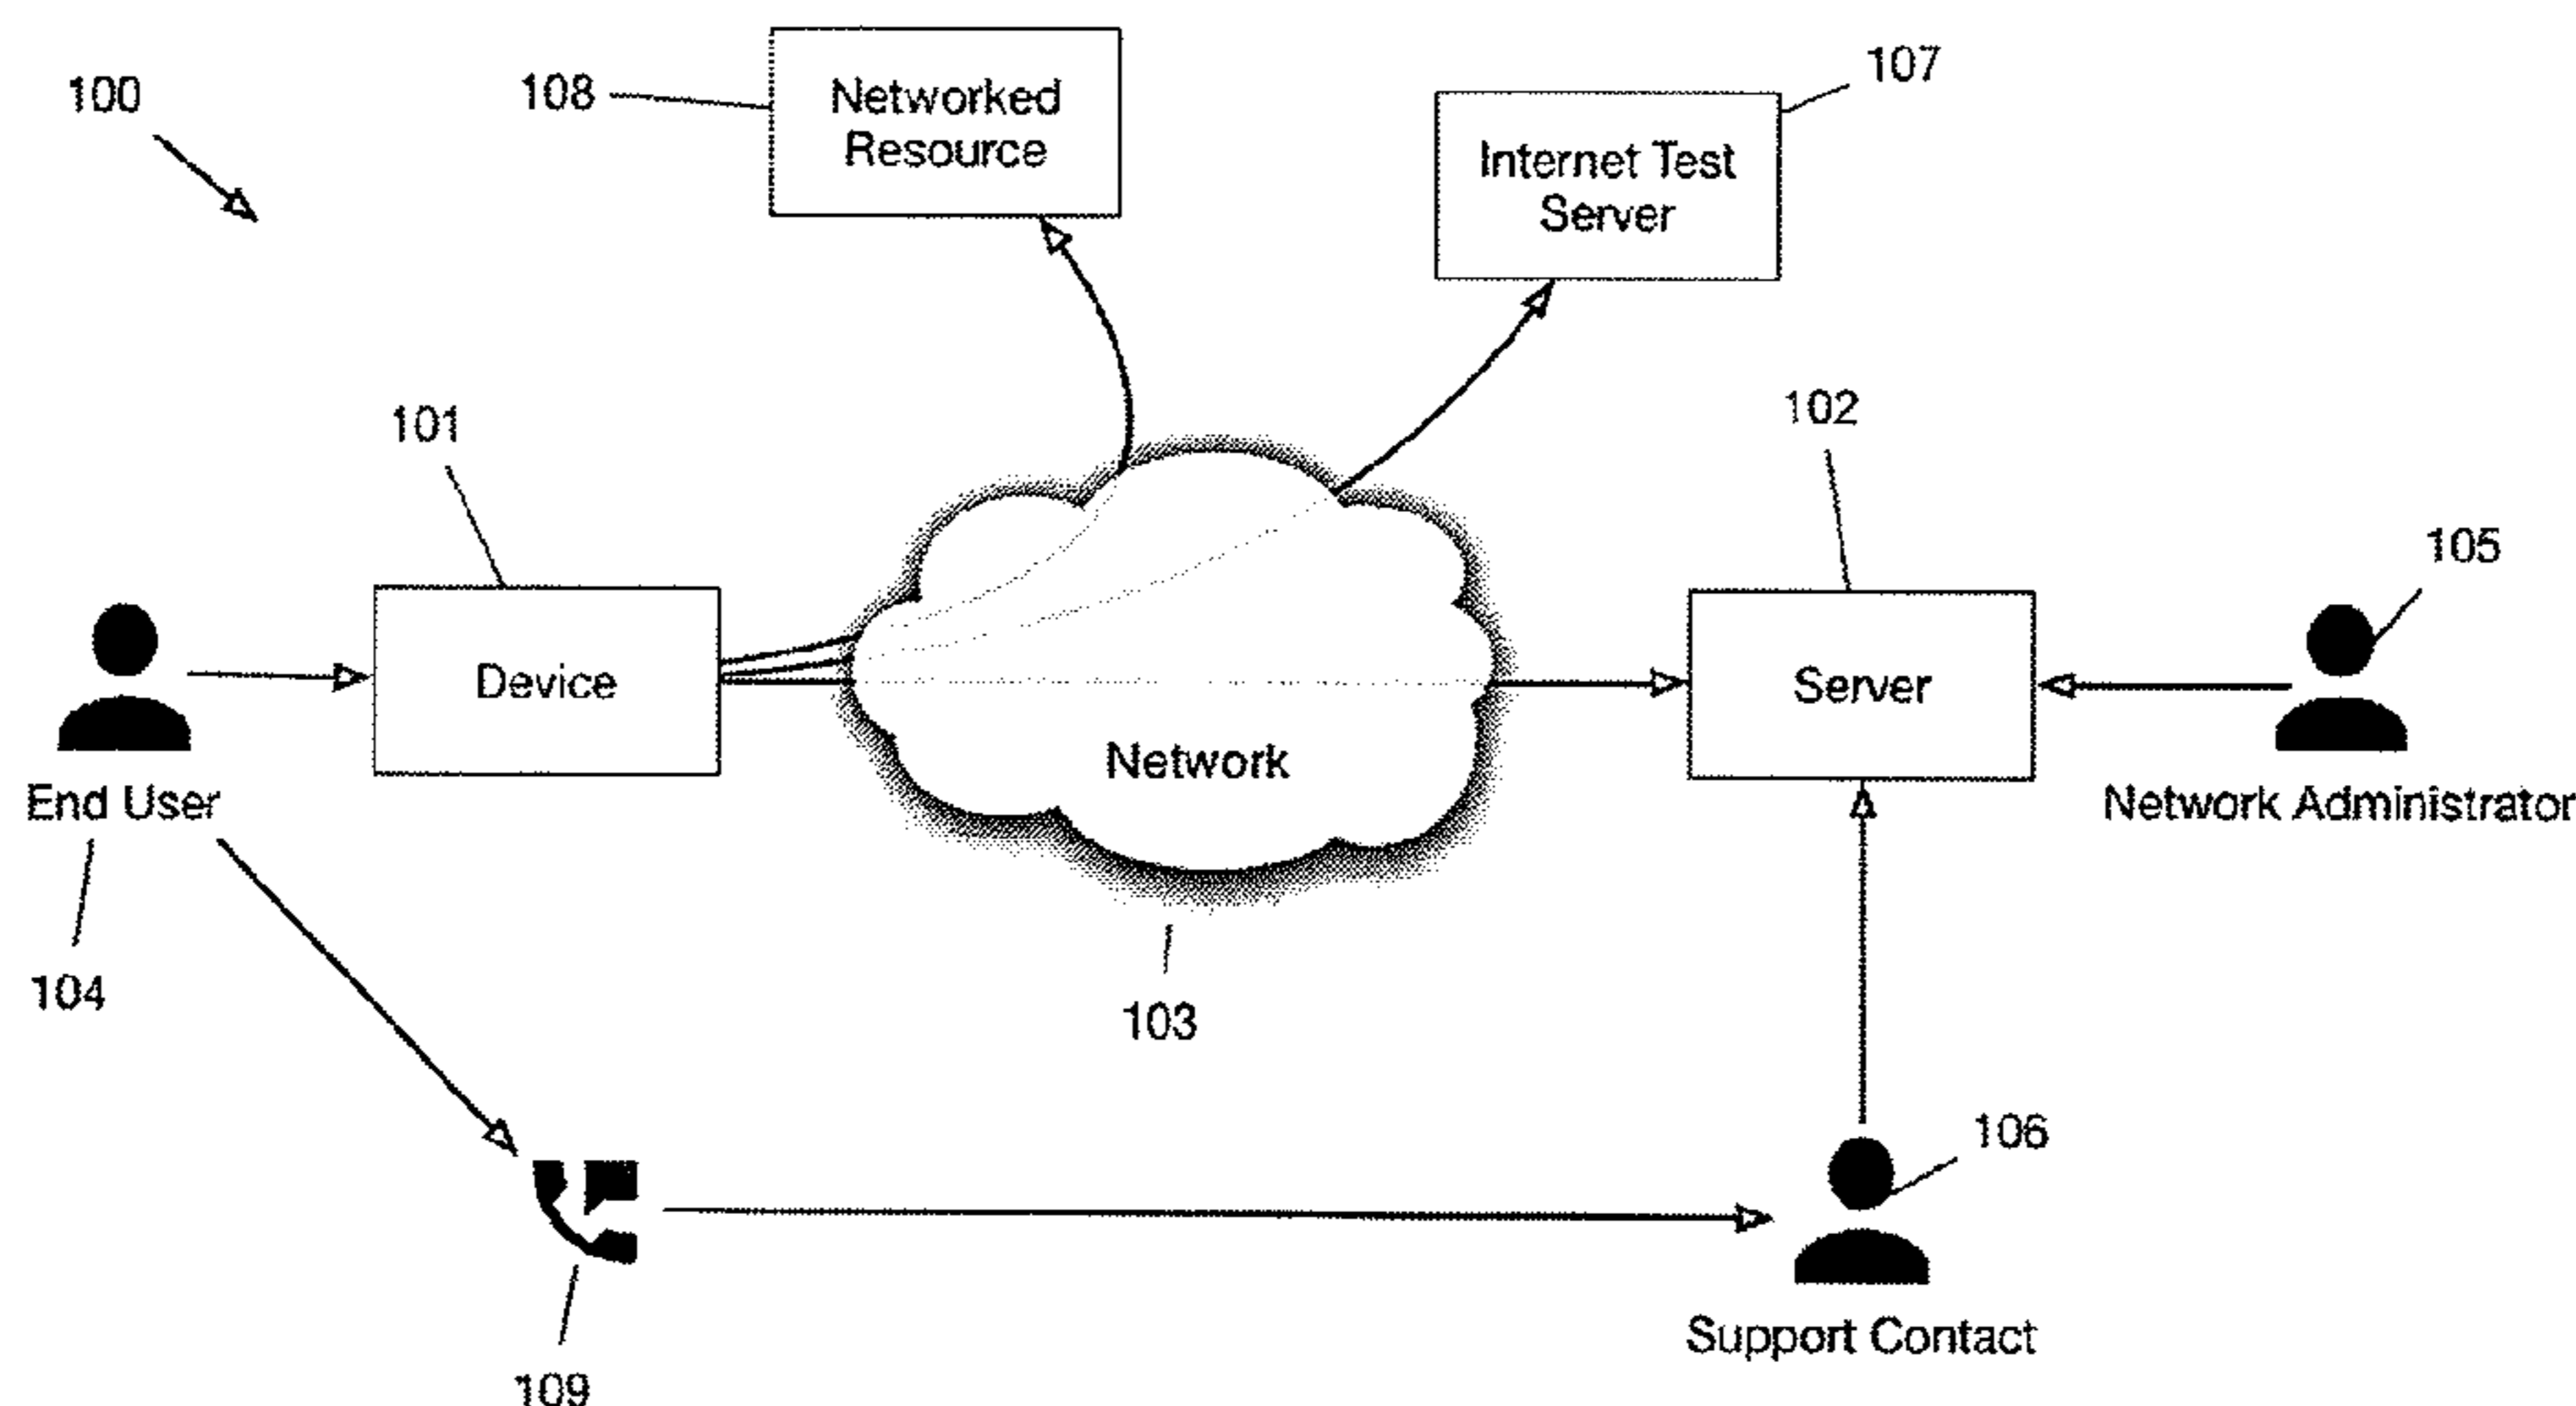 100
108
Networked
Resource
107
Internet Test
Server
101
102
105
Device
Network
Server
End User
Network Administrator
104
103
106
109
Support Contact